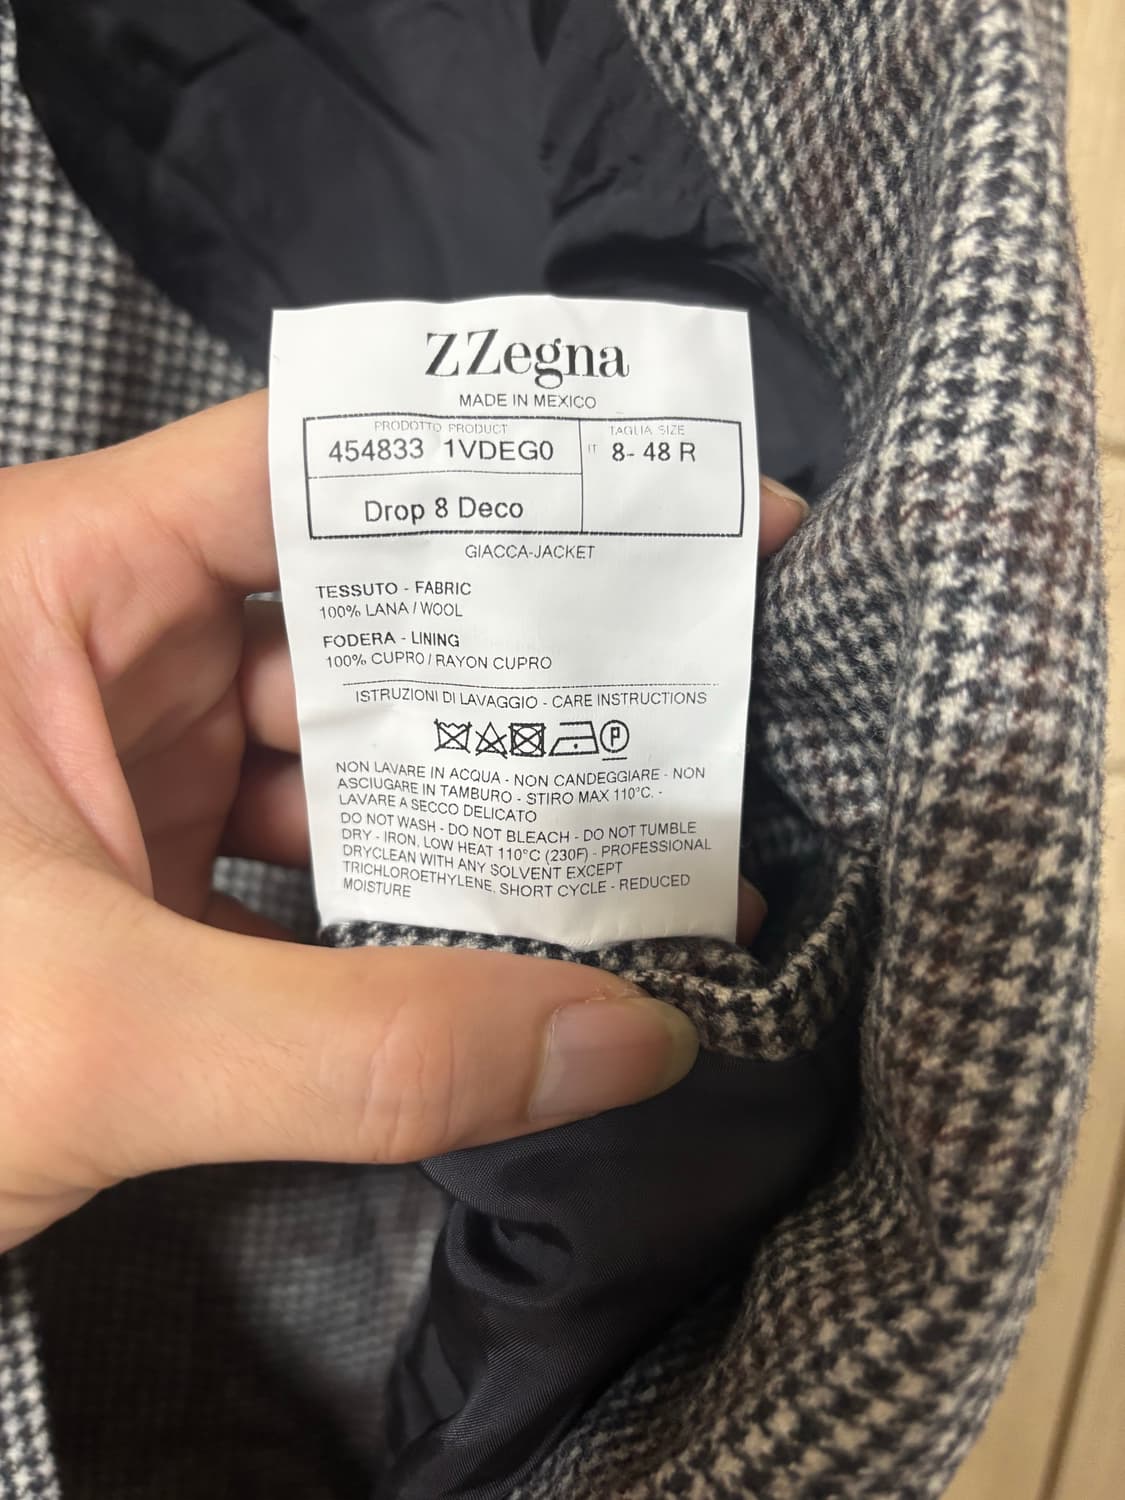 ZZegna
MADE IN MEXICO
PRODOTTO PRODUCT
454833 1VDEG0
TAGLIA SIZE
IT 8- 48 R
Drop 8 Deco
GIACCA-JACKET
TESSUTO - FABRIC
100% LANA / WOOL
FODERA - LINING
100% CUPRO / RAYON CUPRO
ISTRUZIONI DI LAVAGGIO - CARE INSTRUCTIONS
P
NON LAVARE IN ACQUA - NON CANDEGGIARE - NON
ASCIUGARE IN TAMBURO - STIRO MAX 110°C. -
LAVARE A SECCO DELICATO
DO NOT WASH - DO NOT BLEACH - DO NOT TUMBLE
DRY - IRON, LOW HEAT 110°C (230F) - PROFESSIONAL
DRYCLEAN WITH ANY SOLVENT EXCEPT
TRICHLOROETHYLENE, SHORT CYCLE - REDUCED
MOISTURE